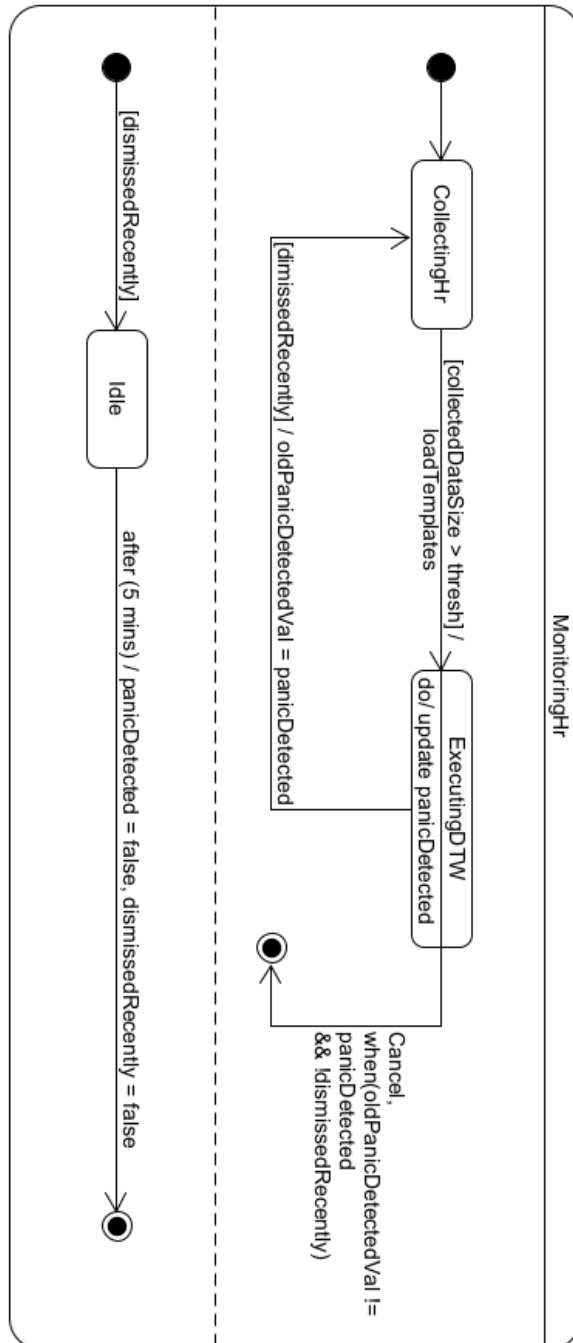 MonitoringHr
CollectingHr
[collectedDataSize > thresh] /
loadTemplates
ExecutingDTW
do/ update panicDetected
[dimissedRecently] / oldPanicDetectedVal = panicDetected
Cancel,
when(oldPanicDetectedVal !=
panicDetected
&& !dismissedRecently)
[dismissedRecently]
Idle
after (5 mins) / panicDetected = false, dismissedRecently = false